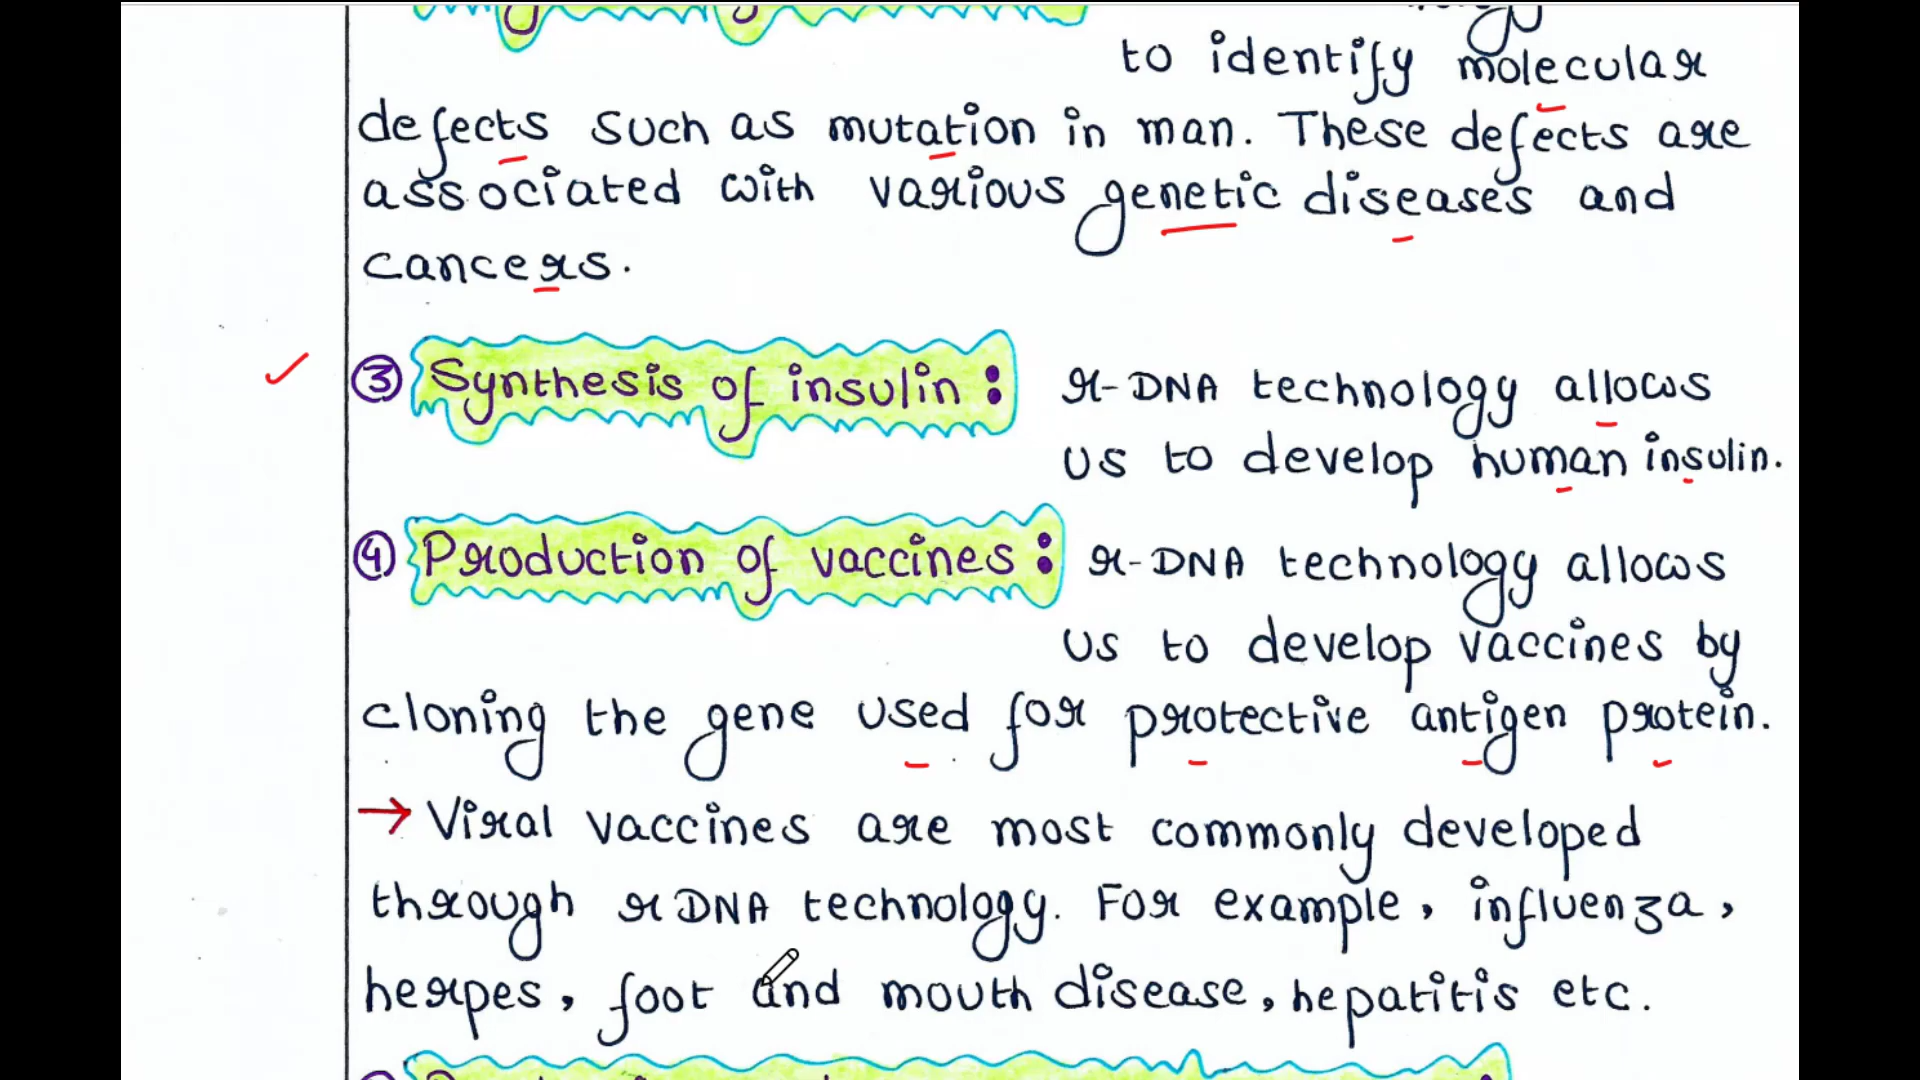 to identify molecular
defects such as mutation in man. These defects are
associated with various genetic diseases and
cancers.
③ Synthesis of insulin: r-DNA technology allows
us to develop human insulin.
④ Production of vaccines: r-DNA technology allows
us to develop vaccines by
cloning the gene used for protective antigen protein.
→ Viral vaccines are most commonly developed
through rDNA technology. For example, influenza,
herpes, foot and mouth disease, hepatitis etc.